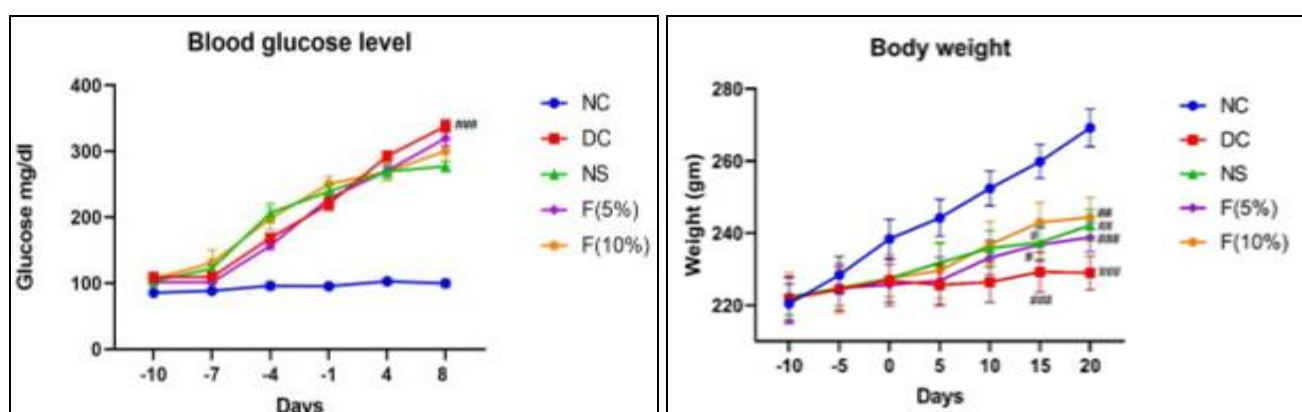 Blood glucose level
Glucose mg/dl
400
300
200
100
0
-10 -7 -4 -1 4 8
Days
###
NC
DC
NS
F(5%)
F(10%)
Body weight
Weight (gm)
280
260
240
220
-10 -5 0 5 10 15 20
Days
#
#
###
##
##
###
###
NC
DC
NS
F(5%)
F(10%)